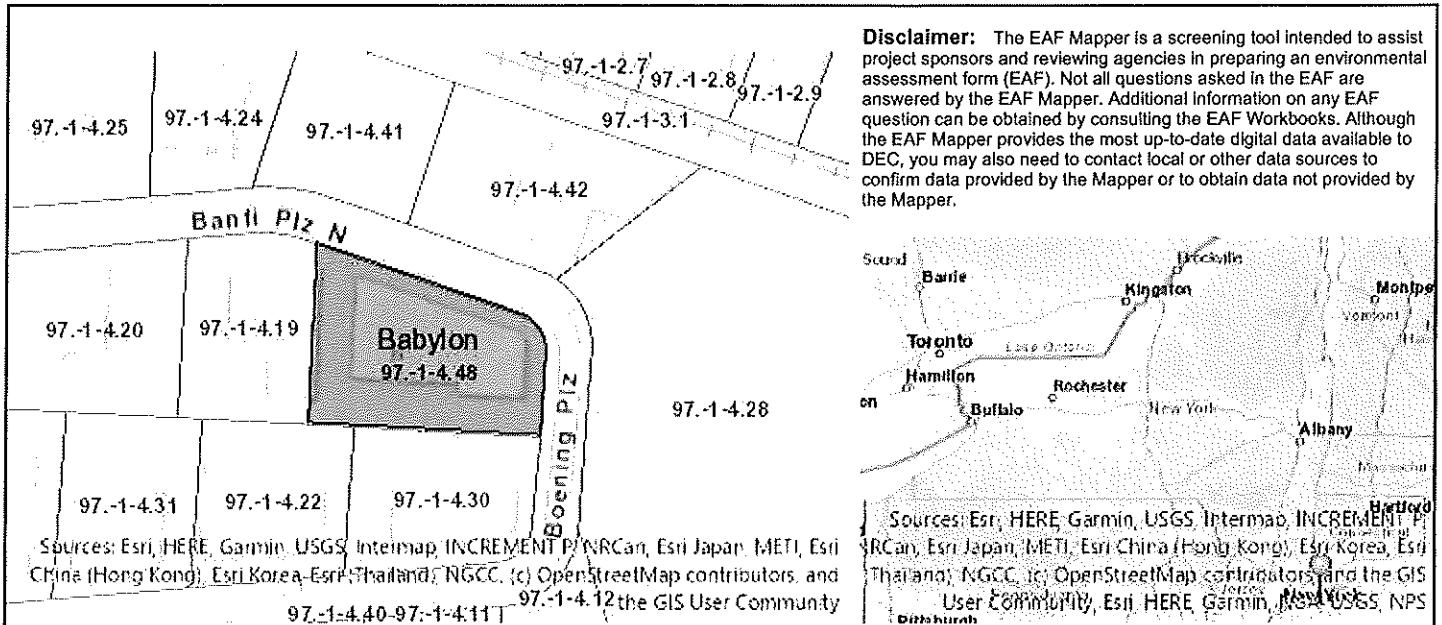 Disclaimer: The EAF Mapper is a screening tool intended to assist
project sponsors and reviewing agencies in preparing an environmental
assessment form (EAF). Not all questions asked in the EAF are
answered by the EAF Mapper. Additional information on any EAF
question can be obtained by consulting the EAF Workbooks. Although
the EAF Mapper provides the most up-to-date digital data available to
DEC, you may also need to contact local or other data sources to
confirm data provided by the Mapper or to obtain data not provided by
the Mapper.
97.-1-2.7
97.-1-2.8
97.-1-2.9
97.-1-3.1
97.-1-4.25
97.-1-4.24
97.-1-4.41
97.-1-4.42
Banfi Plz N
97.-1-4.20
97.-1-4.19
Babylon
97.-1-4.48
97.-1-4.28
Boening Plz
97.-1-4.31
97.-1-4.22
97.-1-4.30
Sources: Esri, HERE, Garmin, USGS, Intermap, INCREMENT P, NRCan, Esri Japan, METI, Esri
China (Hong Kong), Esri Korea, Esri (Thailand), NGCC, (c) OpenStreetMap contributors, and
the GIS User Community
97.-1-4.12
97.-1-4.40
97.-1-4.11
Sound
Barrie
Kingston
Toronto
Lake Ontario
Vermont
Hamilton
Rochester
Buffalo
New York
Albany
Hartford
Sources: Esri, HERE, Garmin, USGS, Intermap, INCREMENT P,
NRCan, Esri Japan, METI, Esri China (Hong Kong), Esri Korea, Esri
(Thailand), NGCC, (c) OpenStreetMap contributors, and the GIS
User Community, Esri, HERE, Garmin, NGA, USGS, NPS
Pittsburgh